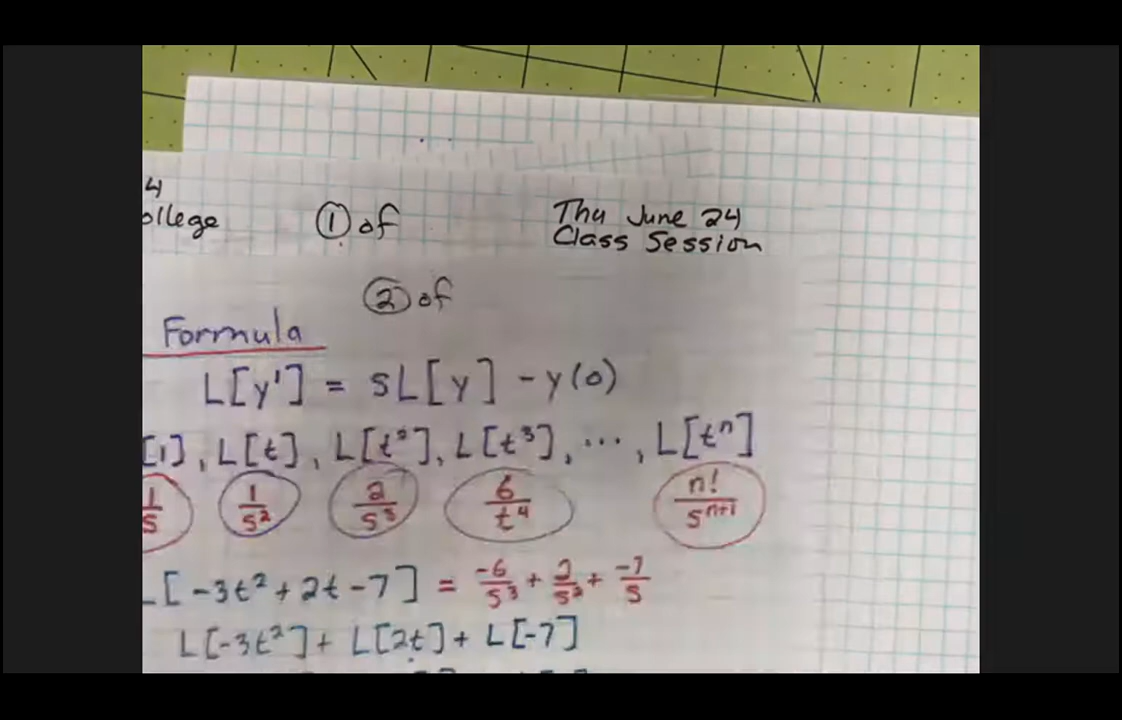 4
ollege
① of
Thu June 24
Class Session
② of
Formula
L[y'] = sL[y] - y(0)
[1], L[t], L[t²], L[t³], ..., L[tⁿ]
1/s 1/s² 2/s³ 6/t⁴ n!/sⁿ⁺¹
L[-3t² + 2t - 7] = -6/s³ + 2/s² + -7/s
L[-3t²] + L[2t] + L[-7]